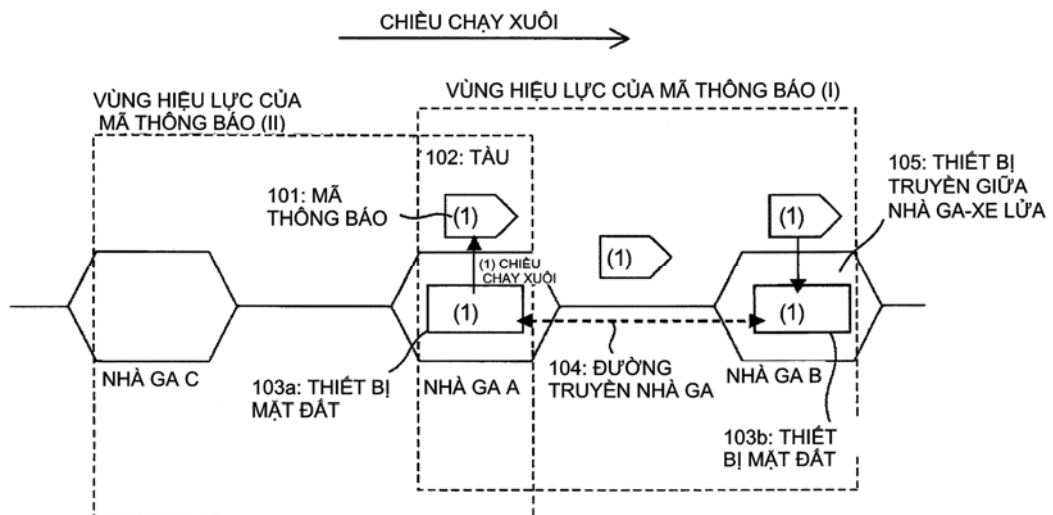 CHIỀU CHẠY XUÔI
VÙNG HIỆU LỰC CỦA
MÃ THÔNG BÁO (II)
VÙNG HIỆU LỰC CỦA MÃ THÔNG BÁO (I)
102: TÀU
101: MÃ
THÔNG BÁO
(1)
(1)
(1)
105: THIẾT BỊ
TRUYỀN GIỮA
NHÀ GA-XE LỬA
(1) CHIỀU
CHẠY XUÔI
(1)
(1)
NHÀ GA C
103a: THIẾT BỊ
MẶT ĐẤT
NHÀ GA A
104: ĐƯỜNG
TRUYỀN NHÀ GA
NHÀ GA B
103b: THIẾT
BỊ MẶT ĐẤT